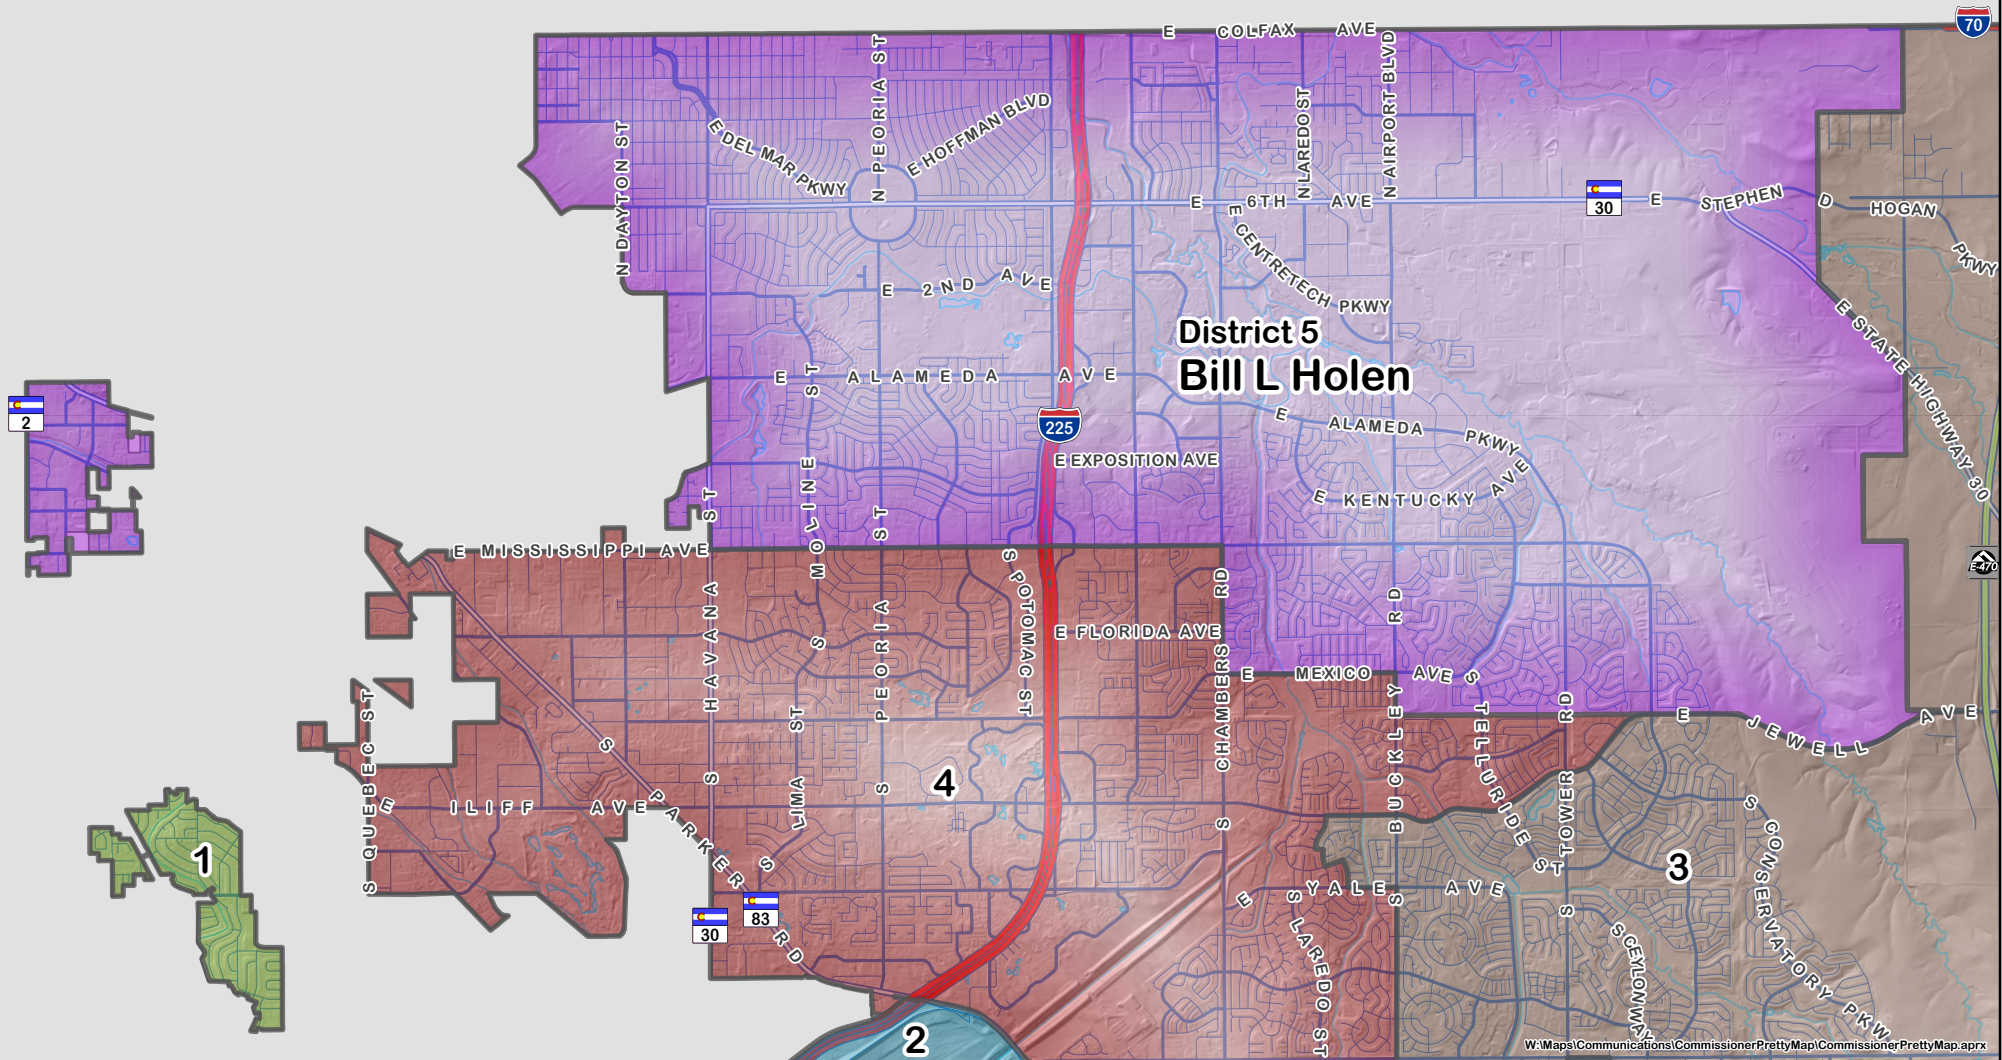 E COLFAX AVE
70
N PEORIA ST
N DAYTON ST
E DEL MAR PKWY
E HOFFMAN BLVD
N LAREDO ST
N AIRPORT BLVD
E 6TH AVE
30
E STEPHEN D HOGAN PKWY
E CENTRETECH PKWY
E 2ND AVE
District 5
Bill L Holen
E STATE HIGHWAY 30
E ALAMEDA AVE
2
225
E ALAMEDA PKWY
E EXPOSITION AVE
E KENTUCKY AVE
S MOLINE ST
E MISSISSIPPI AVE
S HAVANA ST
S PEORIA ST
S POTOMAC ST
E FLORIDA AVE
S CHAMBERS RD
S BUCKLEY RD
E-470
E MEXICO AVE
S TELLURIDE ST
S TOWER RD
E JEWELL AVE
S QUEBEC ST
E ILIFF AVE
S PARKER RD
S LIMA ST
4
1
3
S CONSERVATORY PKWY
E YALE AVE
S LAREDO ST
S CEYLON WAY
83
30
2
W:\Maps\Communications\CommissionerPrettyMap\CommissionerPrettyMap.aprx